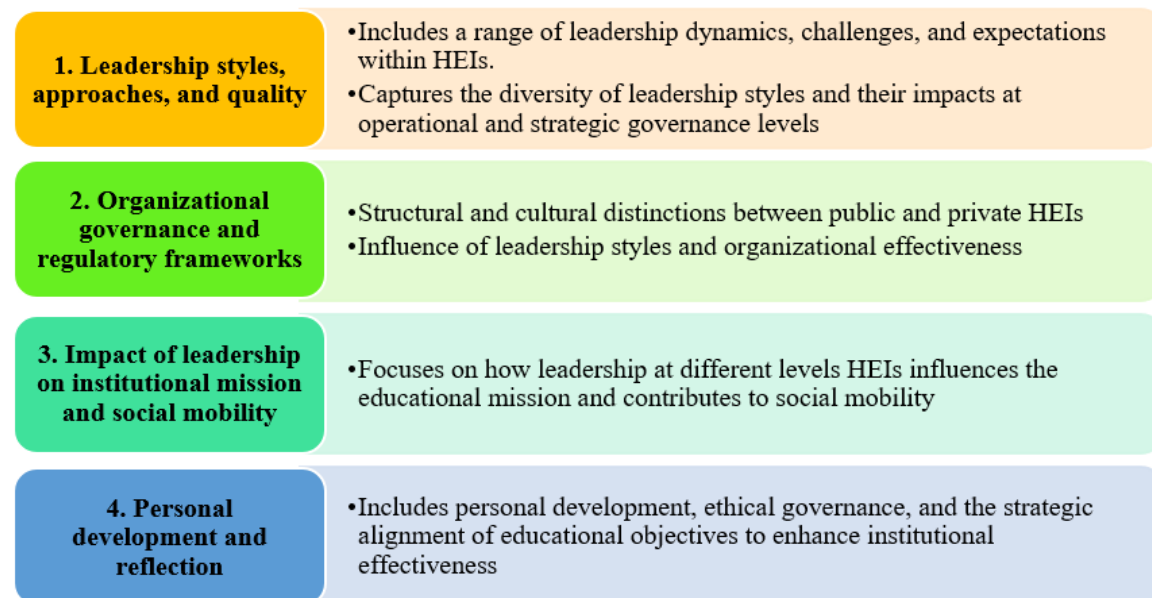 1. Leadership styles,
approaches, and quality
•Includes a range of leadership dynamics, challenges, and expectations
within HEIs.
•Captures the diversity of leadership styles and their impacts at
operational and strategic governance levels
2. Organizational
governance and
regulatory frameworks
•Structural and cultural distinctions between public and private HEIs
•Influence of leadership styles and organizational effectiveness
3. Impact of leadership
on institutional mission
and social mobility
•Focuses on how leadership at different levels HEIs influences the
educational mission and contributes to social mobility
4. Personal
development and
reflection
•Includes personal development, ethical governance, and the strategic
alignment of educational objectives to enhance institutional
effectiveness